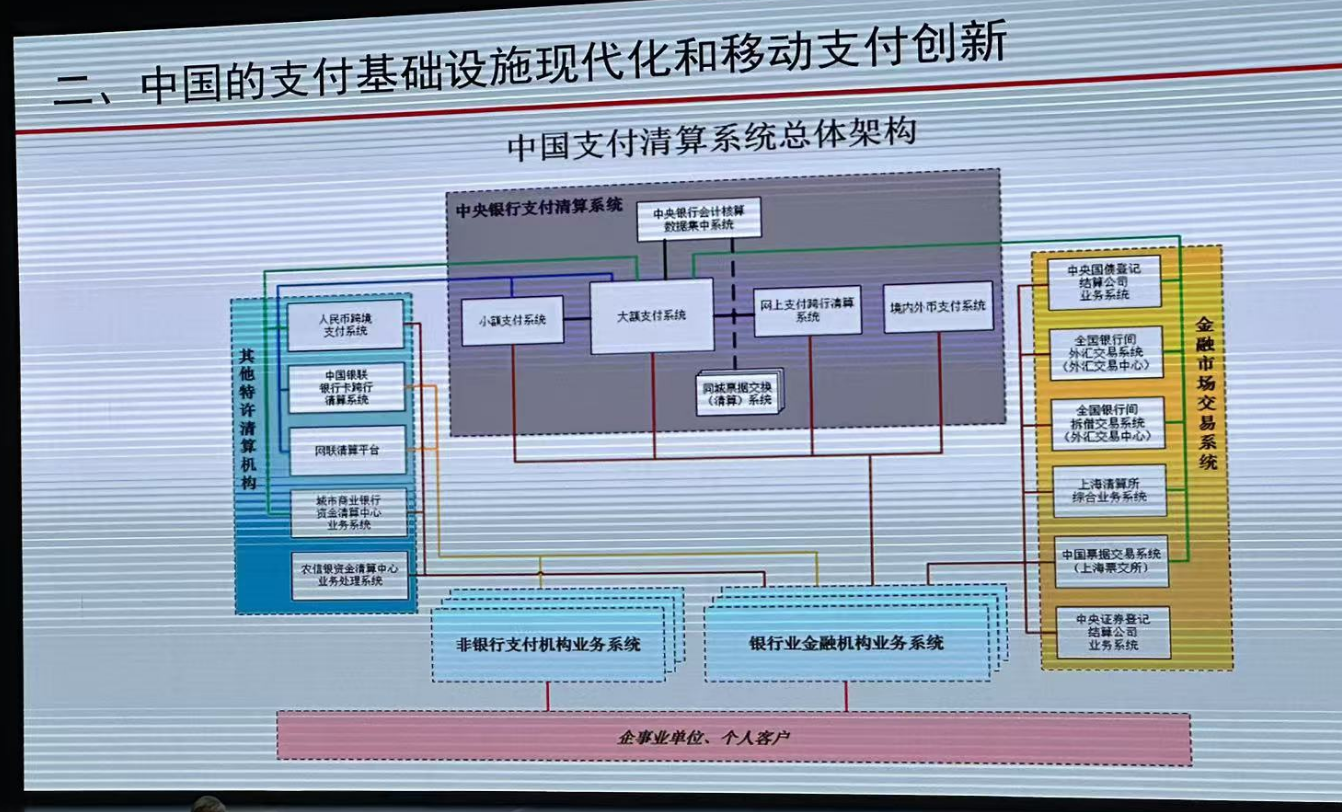 二、中国的支付基础设施现代化和移动支付创新
中国支付清算系统总体架构
中央银行支付清算系统
中央银行会计核算
数据集中系统
小额支付系统
大额支付系统
网上支付跨行清算
系统
境内外币支付系统
同城票据交换
（清算）系统
其他特许清算机构
人民币跨境
支付系统
中国银联
银行卡跨行
清算系统
网联清算平台
城市商业银行
资金清算中心
业务系统
农信银资金清算中心
业务处理系统
金融市场交易系统
中央国债登记
结算公司
业务系统
全国银行间
外汇交易系统
（外汇交易中心）
全国银行间
拆借交易系统
（外汇交易中心）
上海清算所
综合业务系统
中国票据交易系统
（上海票交所）
中央证券登记
结算公司
业务系统
非银行支付机构业务系统
银行业金融机构业务系统
企事业单位、个人客户